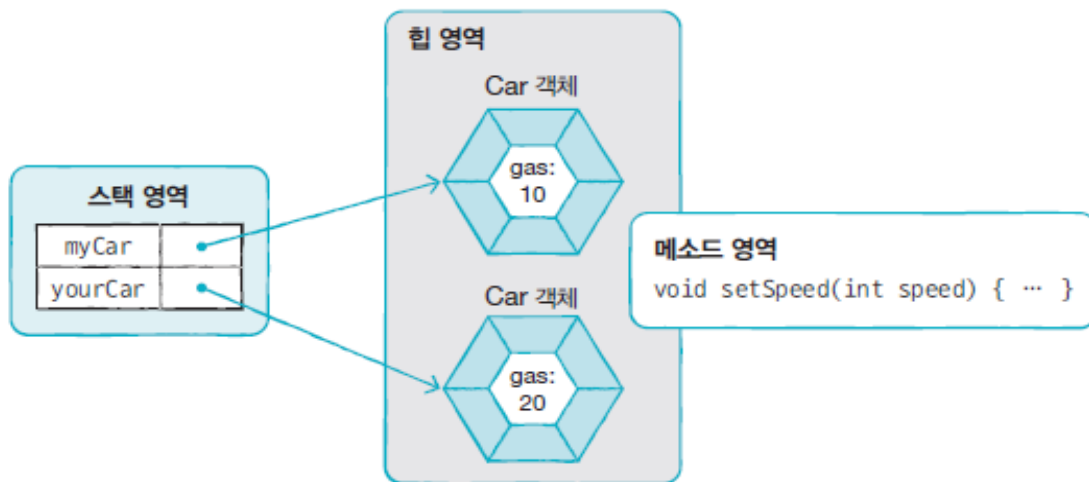 힙 영역
Car 객체
gas:
10
스택 영역
myCar
yourCar
메소드 영역
void setSpeed(int speed) { ··· }
Car 객체
gas:
20